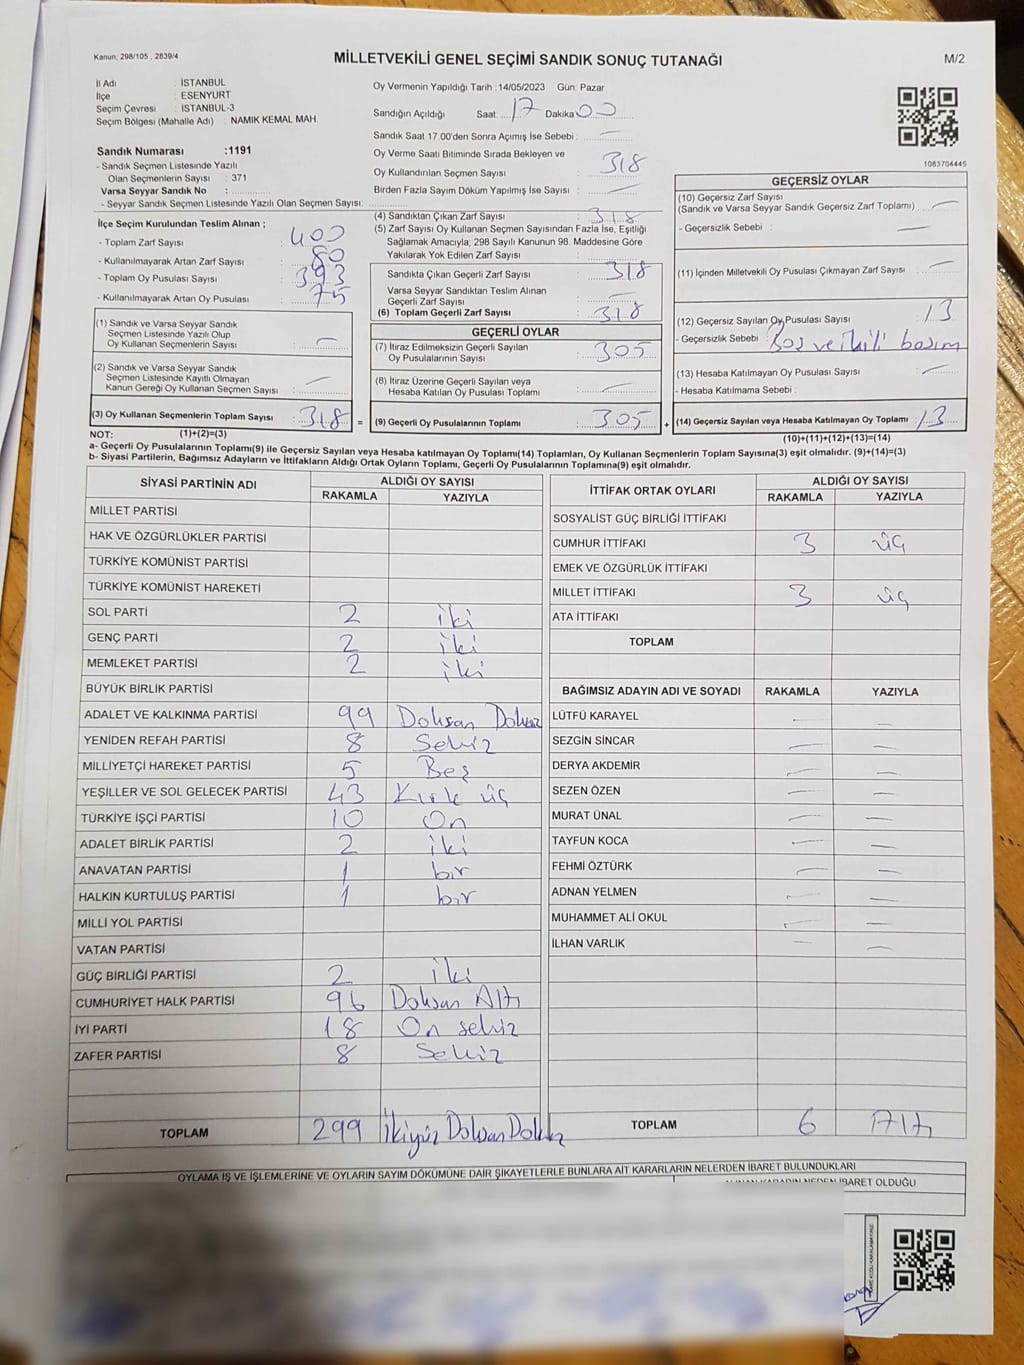 Kanun, 298/105 , 2839/4
MİLLETVEKİLİ GENEL SEÇİMİ SANDIK SONUÇ TUTANAĞI
M/2
İl Adı : İSTANBUL
İlçe : ESENYURT
Seçim Çevresi : İSTANBUL-3
Seçim Bölgesi (Mahalle Adı) : NAMIK KEMAL MAH.
Sandık Numarası :1191
- Sandık Seçmen Listesinde Yazılı
Olan Seçmenlerin Sayısı : 371
Varsa Seyyar Sandık No :
- Seyyar Sandık Seçmen Listesinde Yazılı Olan Seçmen Sayısı:
Oy Vermenin Yapıldığı Tarih :14/05/2023 Gün: Pazar
Sandığın Açıldığı Saat 17 Dakika 00
Sandık Saat 17 00'den Sonra Açımış İse Sebebi : —
Oy Verme Saati Bitiminde Sırada Bekleyen ve
Oy Kullandırılan Seçmen Sayısı : 318
Birden Fazla Sayım Döküm Yapılmış İse Sayısı : —
1083704445
İlçe Seçim Kurulundan Teslim Alınan ;
- Toplam Zarf Sayısı : 400
- Kullanılmayarak Artan Zarf Sayısı : 80
- Toplam Oy Pusulası Sayısı : 393
- Kullanılmayarak Artan Oy Pusulası : 75
(1) Sandık ve Varsa Seyyar Sandık
Seçmen Listesinde Yazılı Olup
Oy Kullanan Seçmenlerin Sayısı : —
(2) Sandık ve Varsa Seyyar Sandık
Seçmen Listesinde Kayıtlı Olmayan
Kanun Gereği Oy Kullanan Seçmen Sayısı : —
(3) Oy Kullanan Seçmenlerin Toplam Sayısı : 318 =
(1)+(2)=(3)
(4) Sandıktan Çıkan Zarf Sayısı : 318
(5) Zarf Sayısı Oy Kullanan Seçmen Sayısından Fazla İse, Eşitliği
Sağlamak Amacıyla; 298 Sayılı Kanunun 98. Maddesine Göre
Yakılarak Yok Edilen Zarf Sayısı :
Sandıkta Çıkan Geçerli Zarf Sayısı : 318
Varsa Seyyar Sandıktan Teslim Alınan
Geçerli Zarf Sayısı : —
(6) Toplam Geçerli Zarf Sayısı : 318
GEÇERLİ OYLAR
(7) İtiraz Edilmeksizin Geçerli Sayılan
Oy Pusulalarının Sayısı : 305
(8) İtiraz Üzerine Geçerli Sayılan veya
Hesaba Katılan Oy Pusulası Toplamı : —
(9) Geçerli Oy Pusulalarının Toplamı : 305 +
GEÇERSİZ OYLAR
(10) Geçersiz Zarf Sayısı
(Sandık ve Varsa Seyyar Sandık Geçersiz Zarf Toplamı) : —
- Geçersizlik Sebebi : —
(11) İçinden Milletvekili Oy Pusulası Çıkmayan Zarf Sayısı : —
(12) Geçersiz Sayılan Oy Pusulası Sayısı : 13
- Geçersizlik Sebebi : Boş ve ikili basım
(13) Hesaba Katılmayan Oy Pusulası Sayısı : —
- Hesaba Katılmama Sebebi :
(14) Geçersiz Sayılan veya Hesaba Katılmayan Oy Toplamı : 13
(10)+(11)+(12)+(13)=(14)
NOT:
a- Geçerli Oy Pusulalarının Toplamı(9) ile Geçersiz Sayılan veya Hesaba katılmayan Oy Toplamı(14) Toplamları, Oy Kullanan Seçmenlerin Toplam Sayısına(3) eşit olmalıdır. (9)+(14)=(3)
b- Siyasi Partilerin, Bağımsız Adayların ve İttifakların Aldığı Ortak Oyların Toplamı, Geçerli Oy Pusulalarının Toplamına(9) eşit olmalıdır.
SİYASİ PARTİNİN ADI ALDIĞI OY SAYISI
RAKAMLA YAZIYLA
MİLLET PARTİSİ
HAK VE ÖZGÜRLÜKLER PARTİSİ
TÜRKİYE KOMÜNİST PARTİSİ
TÜRKİYE KOMÜNİST HAREKETİ
SOL PARTİ 2 iki
GENÇ PARTİ 2 iki
MEMLEKET PARTİSİ 2 iki
BÜYÜK BİRLİK PARTİSİ
ADALET VE KALKINMA PARTİSİ 99 Doksan Dokuz
YENİDEN REFAH PARTİSİ 8 Sekiz
MİLLİYETÇİ HAREKET PARTİSİ 5 Beş
YEŞİLLER VE SOL GELECEK PARTİSİ 43 Kırk üç
TÜRKİYE İŞÇİ PARTİSİ 10 On
ADALET BİRLİK PARTİSİ 2 iki
ANAVATAN PARTİSİ 1 bir
HALKIN KURTULUŞ PARTİSİ 1 bir
MİLLİ YOL PARTİSİ
VATAN PARTİSİ
GÜÇ BİRLİĞİ PARTİSİ 2 iki
CUMHURİYET HALK PARTİSİ 96 Doksan Altı
İYİ PARTİ 18 On sekiz
ZAFER PARTİSİ 8 Sekiz
TOPLAM 299 İkiyüz Doksan Dokuz
İTTİFAK ORTAK OYLARI ALDIĞI OY SAYISI
RAKAMLA YAZIYLA
SOSYALİST GÜÇ BİRLİĞİ İTTİFAKI
CUMHUR İTTİFAKI 3 üç
EMEK VE ÖZGÜRLÜK İTTİFAKI
MİLLET İTTİFAKI 3 üç
ATA İTTİFAKI
TOPLAM
BAĞIMSIZ ADAYIN ADI VE SOYADI RAKAMLA YAZIYLA
LÜTFÜ KARAYEL — —
SEZGİN SİNCAR — —
DERYA AKDEMİR — —
SEZEN ÖZEN — —
MURAT ÜNAL — —
TAYFUN KOCA — —
FEHMİ ÖZTÜRK — —
ADNAN YELMEN — —
MUHAMMET ALİ OKUL — —
İLHAN VARLIK — —
TOPLAM 6 Altı
OYLAMA İŞ VE İŞLEMLERİNE VE OYLARIN SAYIM DÖKÜMÜNE DAİR ŞİKAYETLERLE BUNLARA AİT KARARLARIN NELERDEN İBARET BULUNDUKLARI
NEDEN İBARET OLDUĞU